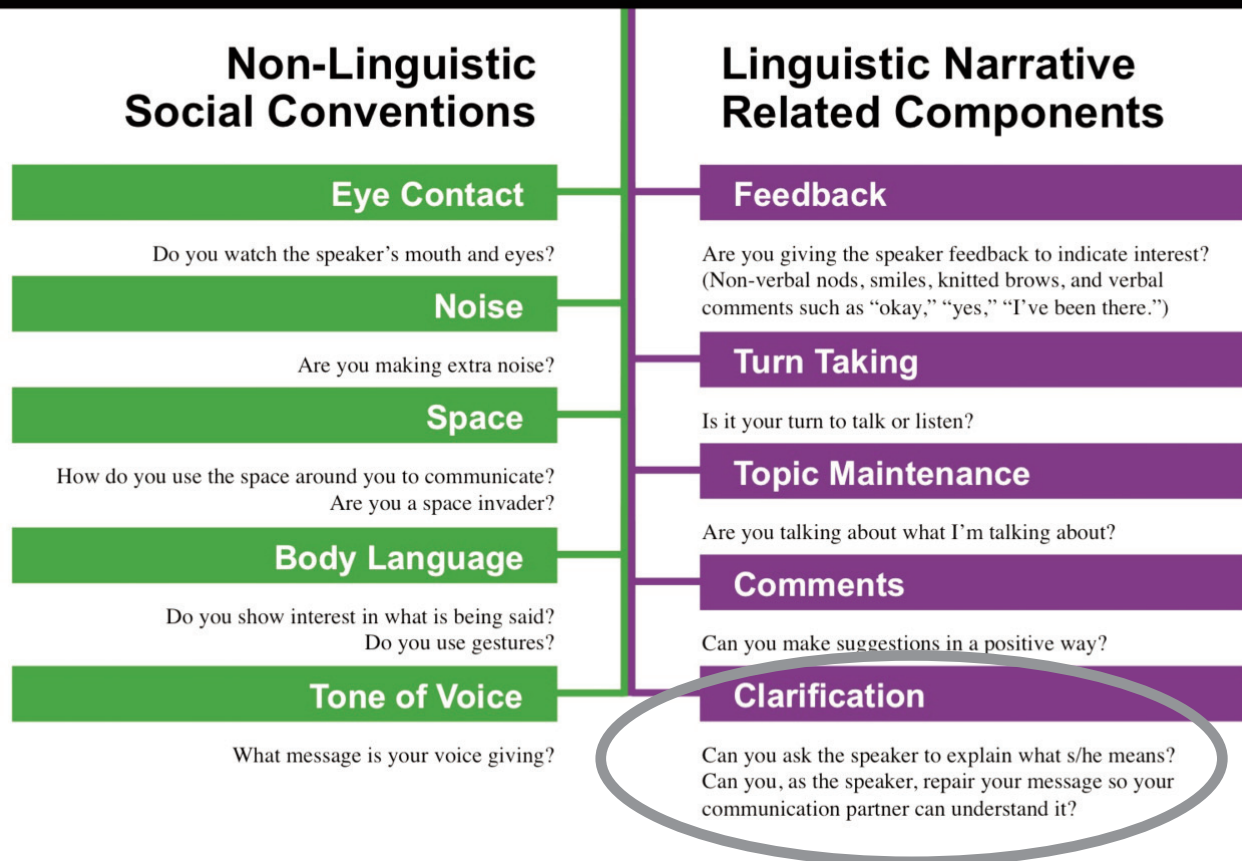 Non-Linguistic
Social Conventions
Eye Contact
Do you watch the speaker’s mouth and eyes?
Noise
Are you making extra noise?
Space
How do you use the space around you to communicate?
Are you a space invader?
Body Language
Do you show interest in what is being said?
Do you use gestures?
Tone of Voice
What message is your voice giving?
Linguistic Narrative
Related Components
Feedback
Are you giving the speaker feedback to indicate interest?
(Non-verbal nods, smiles, knitted brows, and verbal
comments such as “okay,” “yes,” “I’ve been there.”)
Turn Taking
Is it your turn to talk or listen?
Topic Maintenance
Are you talking about what I’m talking about?
Comments
Can you make suggestions in a positive way?
Clarification
Can you ask the speaker to explain what s/he means?
Can you, as the speaker, repair your message so your
communication partner can understand it?